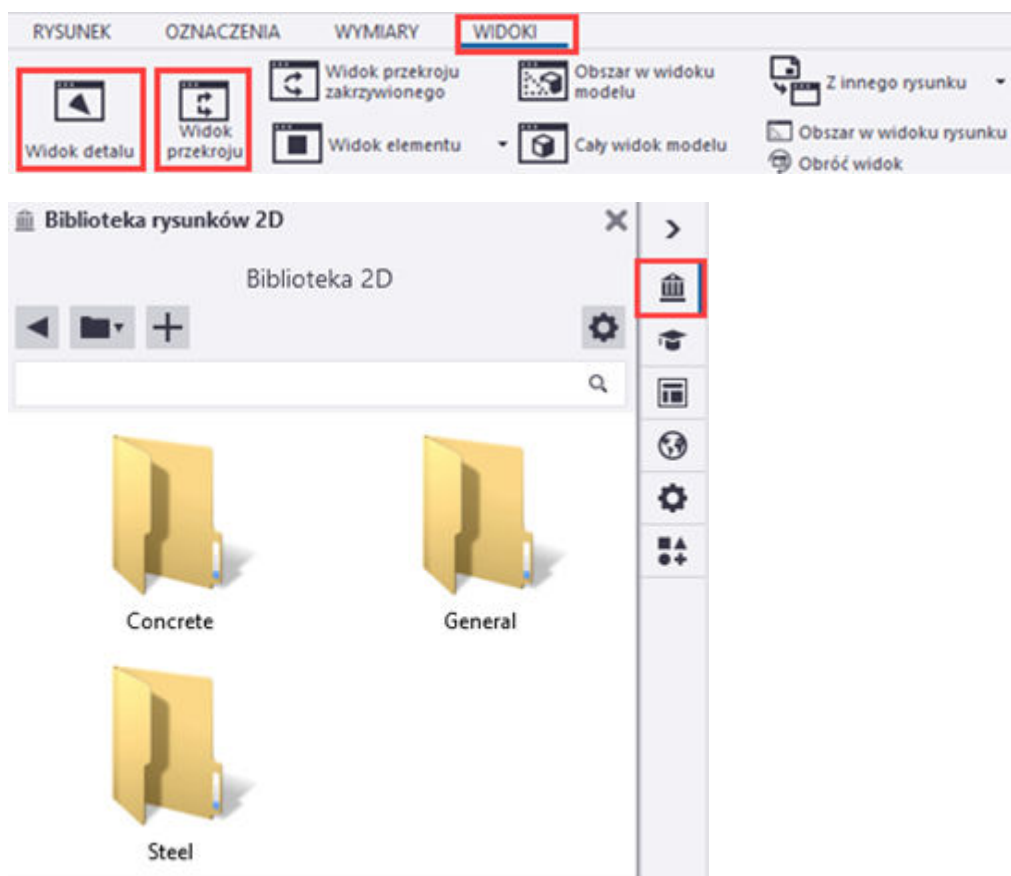 RYSUNEK OZNACZENIA WYMIARY WIDOKI
Widok detalu
Widok
przekroju
Widok przekroju
zakrzywionego
Widok elementu
Obszar w widoku
modelu
Cały widok modelu
Z innego rysunku
Obszar w widoku rysunku
Obróć widok
Biblioteka rysunków 2D
Biblioteka 2D
Concrete
General
Steel